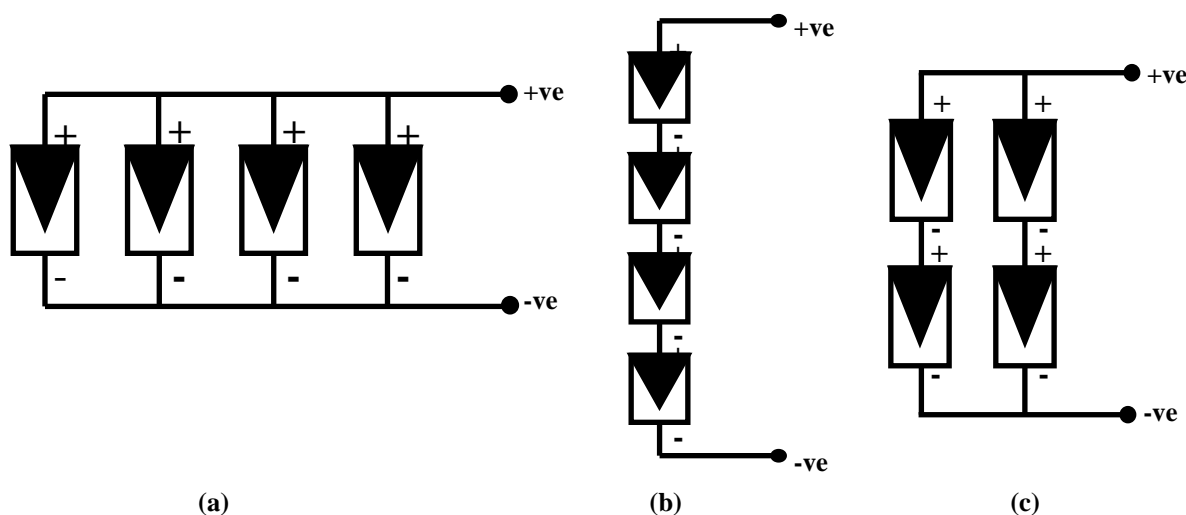 +ve
+ + + +
- - - -
-ve
(a)
+ve
+
-
+
-
+
-
+
-
-ve
(b)
+ve
+ +
- -
+ +
- -
-ve
(c)